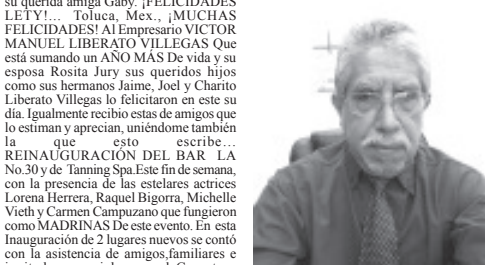 su querida amiga Gaby. ¡FELICIDADES
LETY!... Toluca, Mex., ¡MUCHAS
FELICIDADES! Al Empresario VICTOR
MANUEL LIBERATO VILLEGAS Que
está sumando un AÑO MÁS De vida y su
esposa Rosita Jury sus queridos hijos
como sus hermanos Jaime, Joel y Charito
Liberato Villegas lo felicitaron en este su
día. Igualmente recibio estas de amigos que
lo estiman y aprecian, uniéndome también
la que esto escribe...
REINAUGURACIÓN DEL BAR LA
No.30 y de Tanning Spa.Este fin de semana,
con la presencia de las estelares actrices
Lorena Herrera, Raquel Bigorra, Michelle
Vieth y Carmen Campuzano que fungieron
como MADRINAS De este evento. En esta
Inauguración de 2 lugares nuevos se contó
con la asistencia de amigos,familiares e